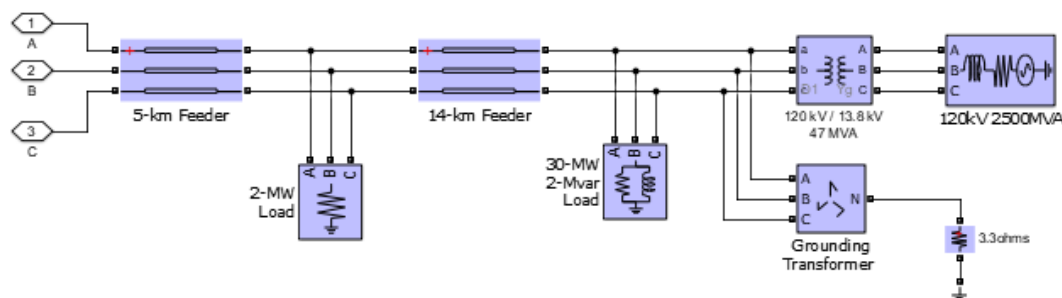 1
A
2
B
3
C
5-km Feeder
14-km Feeder
A B C
2-MW
Load
A B C
30-MW
2-Mvar
Load
a A
b B
C
Yg
120 kV / 13.8 kV
47 MVA
A
B
C
120kV 2500MVA
A
B N
C
Grounding
Transformer
3.3ohms